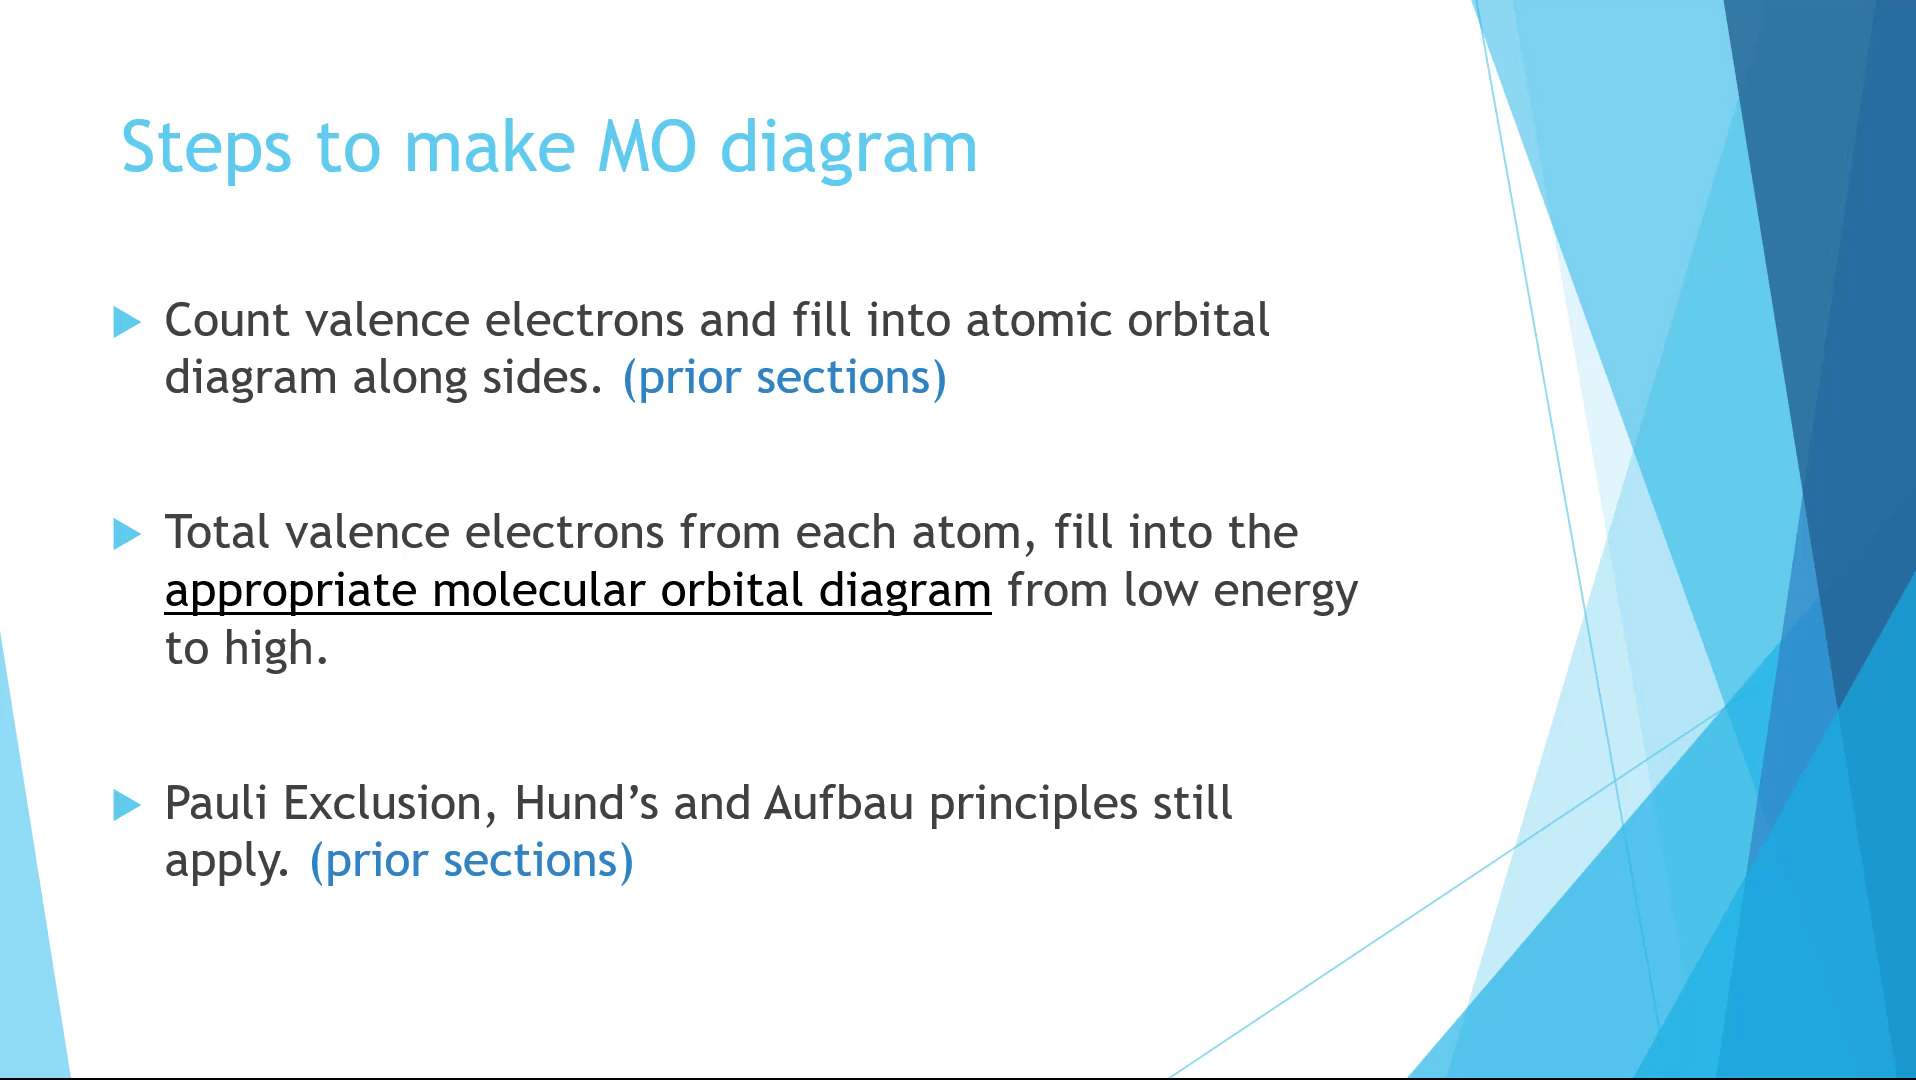 Steps to make MO diagram
Count valence electrons and fill into atomic orbital
diagram along sides. (prior sections)
Total valence electrons from each atom, fill into the
appropriate molecular orbital diagram from low energy
to high.
Pauli Exclusion, Hund’s and Aufbau principles still
apply. (prior sections)